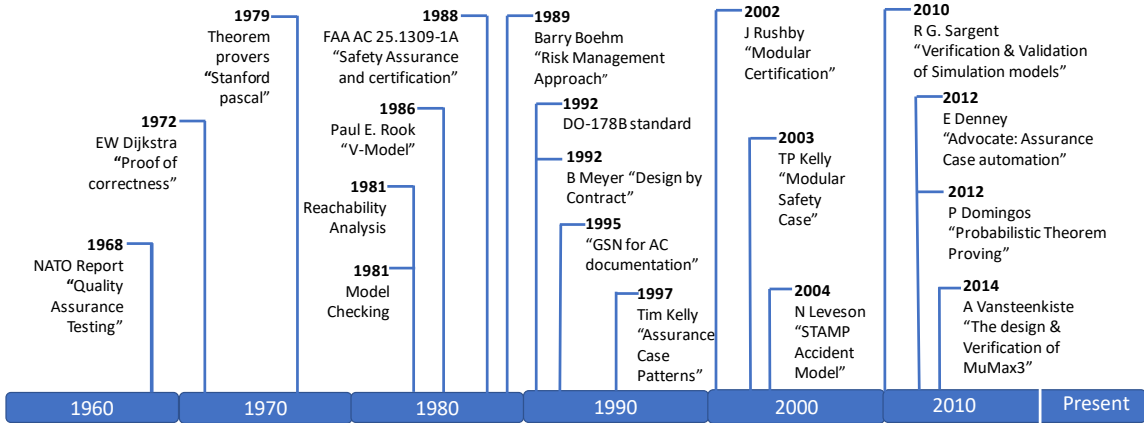 1968
NATO Report
“Quality
Assurance
Testing”
1972
EW Dijkstra
“Proof of
correctness”
1979
Theorem
provers
“Stanford
pascal”
1981
Reachability
Analysis
1981
Model
Checking
1986
Paul E. Rook
“V-Model”
1988
FAA AC 25.1309-1A
“Safety Assurance
and certification”
1989
Barry Boehm
“Risk Management
Approach”
1992
DO-178B standard
1992
B Meyer “Design by
Contract”
1995
“GSN for AC
documentation”
1997
Tim Kelly
“Assurance
Case
Patterns”
2002
J Rushby
“Modular
Certification”
2003
TP Kelly
“Modular
Safety
Case”
2004
N Leveson
“STAMP
Accident
Model”
2010
R G. Sargent
“Verification & Validation
of Simulation models”
2012
E Denney
“Advocate: Assurance
Case automation”
2012
P Domingos
“Probabilistic Theorem
Proving”
2014
A Vansteenkiste
“The design &
Verification of
MuMax3”
1960
1970
1980
1990
2000
2010
Present